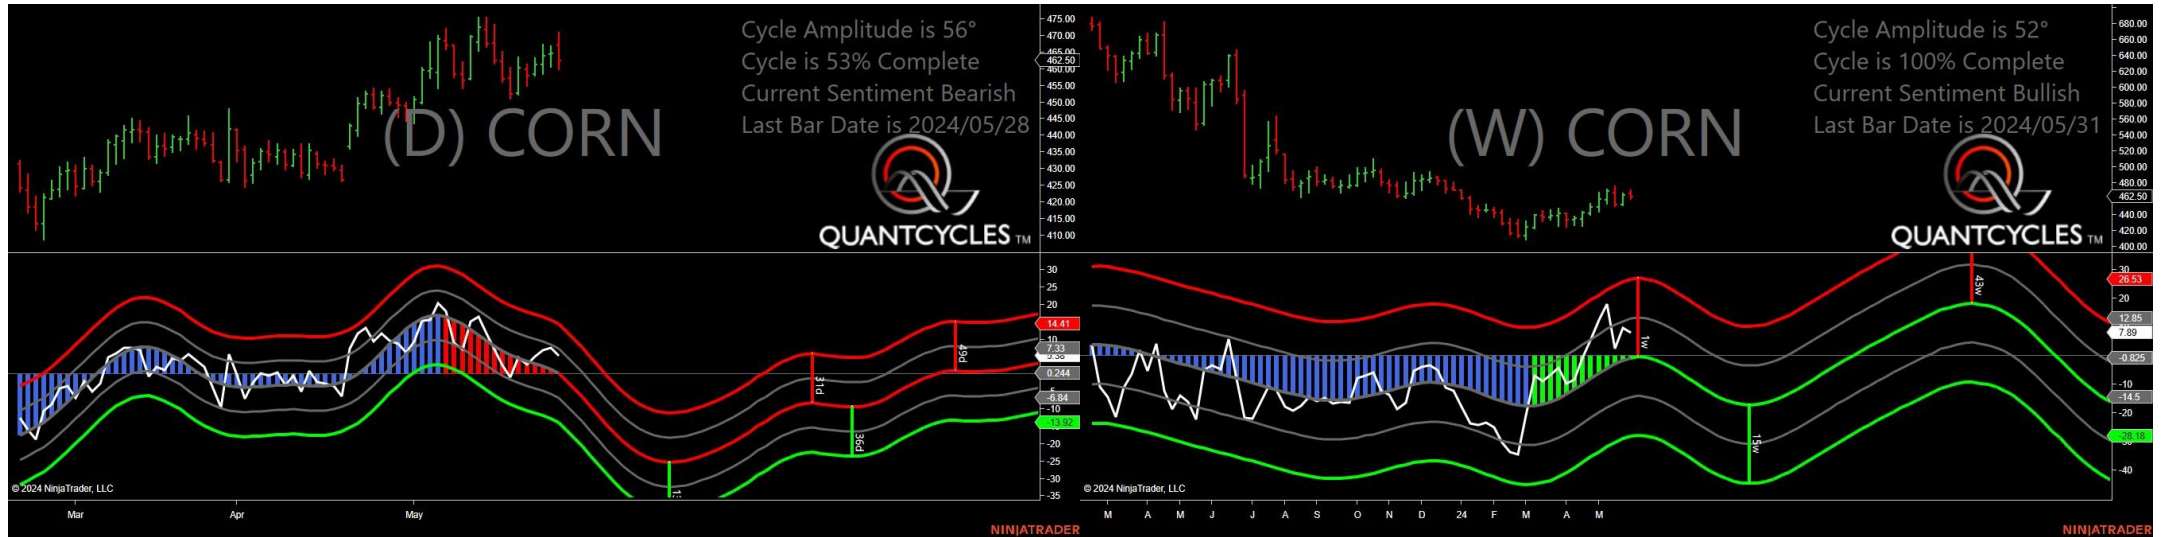 Cycle Amplitude is 56°
Cycle is 53% Complete
Current Sentiment Bearish
Last Bar Date is 2024/05/28
(D) CORN
QUANTCYCLES TM
475.00
470.00
465.00
462.50
460.00
455.00
450.00
445.00
440.00
435.00
430.00
425.00
420.00
415.00
410.00
30
25
20
14.41
10
7.33
5.38
0.244
-6.84
-10
-13.92
-20
-25
-30
-35
31d
36d
49d
© 2024 NinjaTrader, LLC
Mar Apr May
NINJATRADER
Cycle Amplitude is 52°
Cycle is 100% Complete
Current Sentiment Bullish
Last Bar Date is 2024/05/31
(W) CORN
QUANTCYCLES TM
680.00
660.00
640.00
620.00
600.00
580.00
560.00
540.00
520.00
500.00
480.00
462.50
440.00
420.00
400.00
30
26.53
20
12.85
7.89
-0.825
-10
-14.5
-20
-28.18
-40
1w
15w
43w
© 2024 NinjaTrader, LLC
M A M J J A S O N D 24 F M A M
NINJATRADER